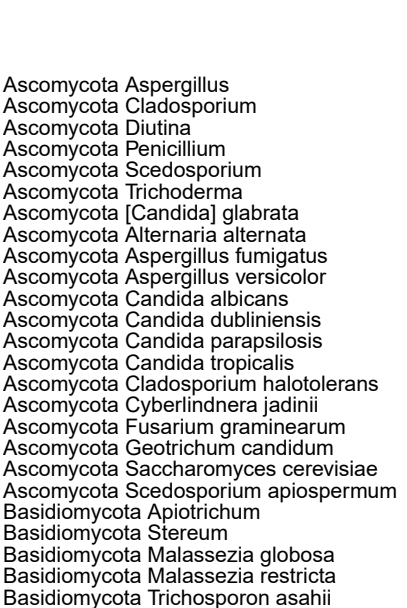 Ascomycota Aspergillus
Ascomycota Cladosporium
Ascomycota Diutina
Ascomycota Penicillium
Ascomycota Scedosporium
Ascomycota Trichoderma
Ascomycota [Candida] glabrata
Ascomycota Alternaria alternata
Ascomycota Aspergillus fumigatus
Ascomycota Aspergillus versicolor
Ascomycota Candida albicans
Ascomycota Candida dubliniensis
Ascomycota Candida parapsilosis
Ascomycota Candida tropicalis
Ascomycota Cladosporium halotolerans
Ascomycota Cyberlindnera jadinii
Ascomycota Fusarium graminearum
Ascomycota Geotrichum candidum
Ascomycota Saccharomyces cerevisiae
Ascomycota Scedosporium apiospermum
Basidiomycota Apiotrichum
Basidiomycota Stereum
Basidiomycota Malassezia globosa
Basidiomycota Malassezia restricta
Basidiomycota Trichosporon asahii